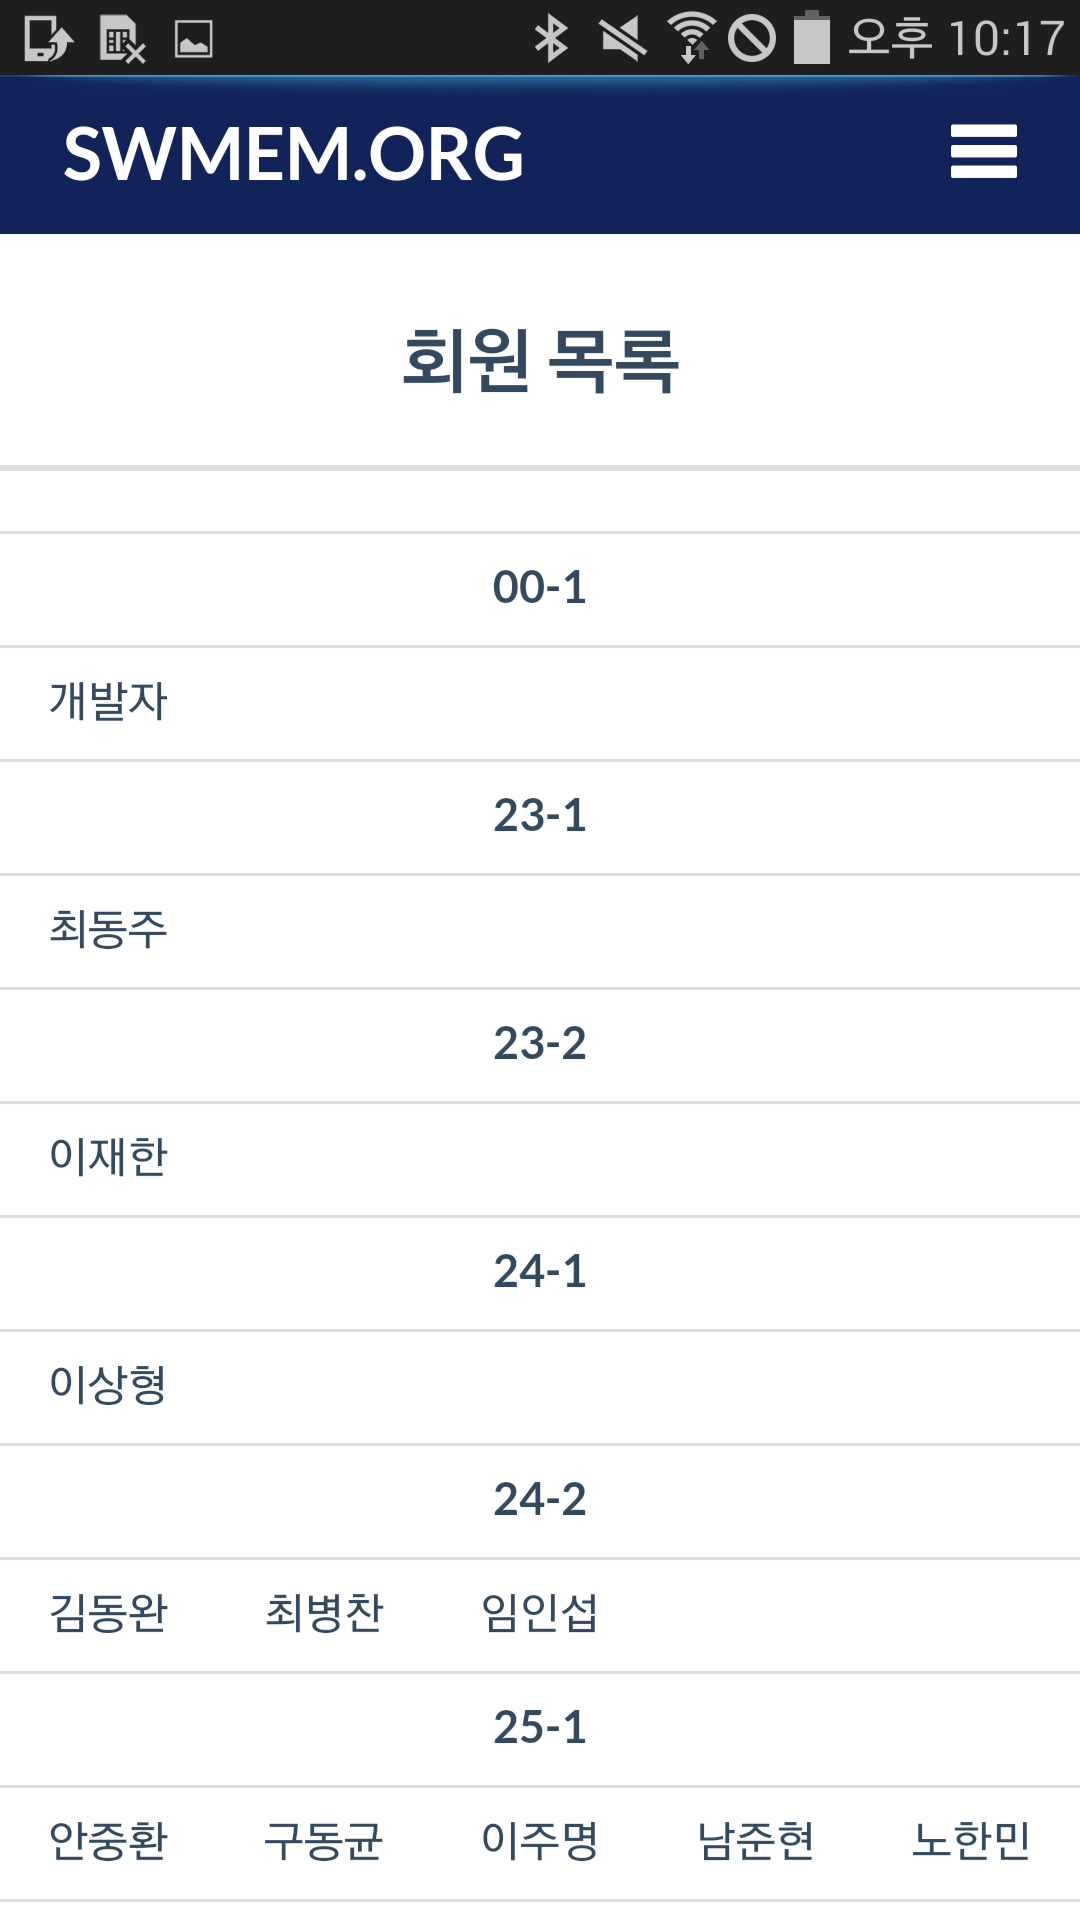 오후 10:17
SWMEM.ORG
회원 목록
00-1
개발자
23-1
최동주
23-2
이재한
24-1
이상형
24-2
김동완 최병찬 임인섭
25-1
안중환 구동균 이주명 남준현 노한민